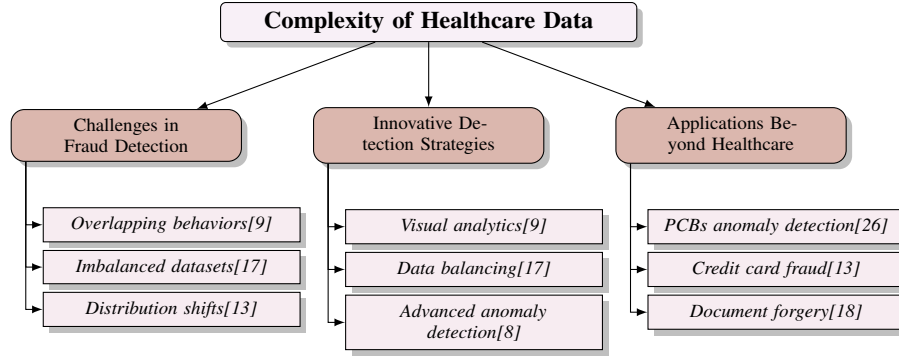 Complexity of Healthcare Data
Challenges in
Fraud Detection
Overlapping behaviors[9]
Imbalanced datasets[17]
Distribution shifts[13]
Innovative De-
tection Strategies
Visual analytics[9]
Data balancing[17]
Advanced anomaly
detection[8]
Applications Be-
yond Healthcare
PCBs anomaly detection[26]
Credit card fraud[13]
Document forgery[18]